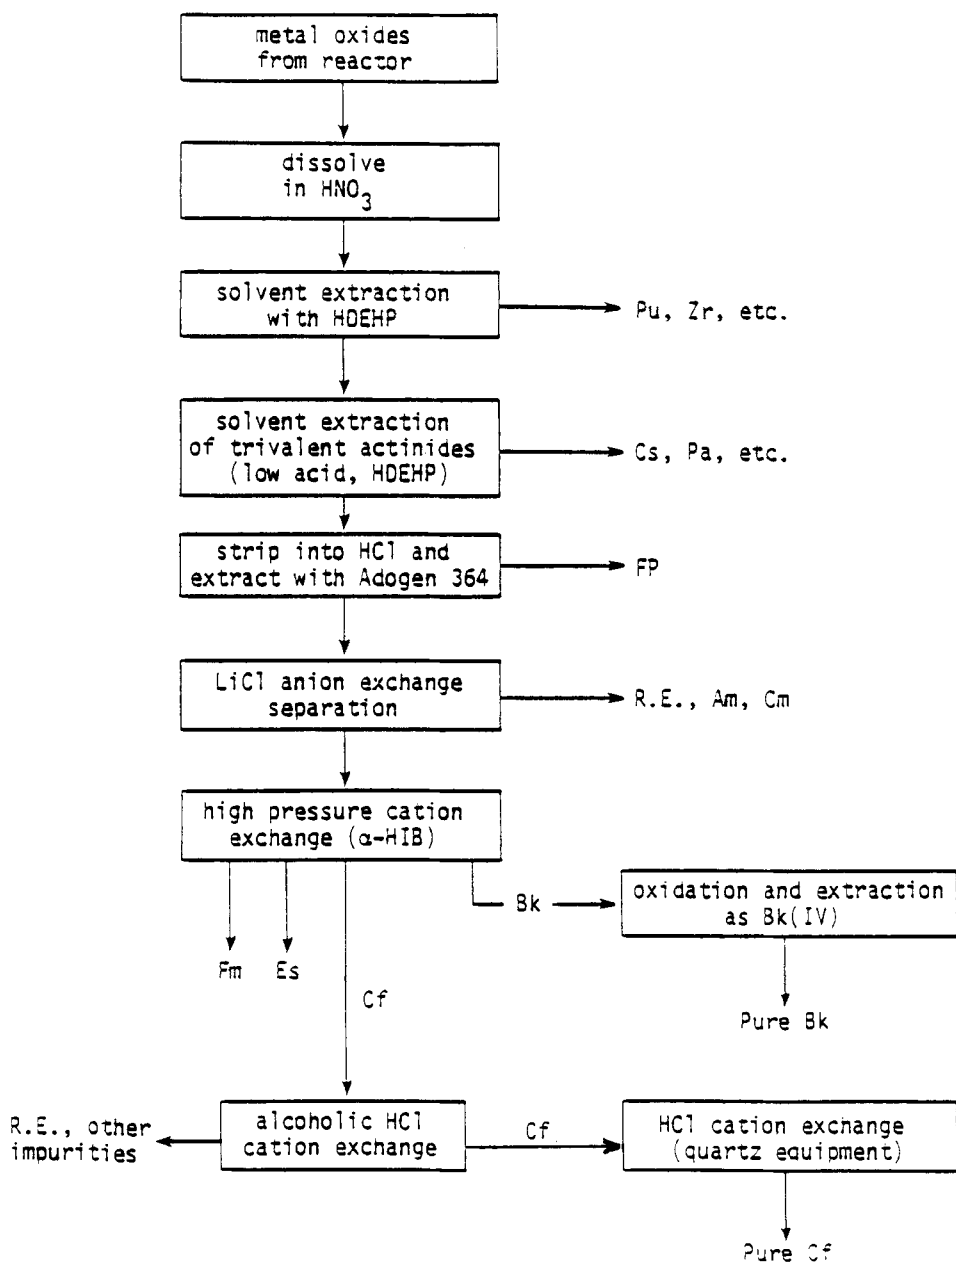 metal oxides
from reactor
dissolve
in HNO3
solvent extraction
with HDEHP
Pu, Zr, etc.
solvent extraction
of trivalent actinides
(low acid, HDEHP)
Cs, Pa, etc.
strip into HCl and
extract with Adogen 364
FP
LiCl anion exchange
separation
R.E., Am, Cm
high pressure cation
exchange (α-HIB)
Bk
oxidation and extraction
as Bk(IV)
Fm
Es
Cf
Pure Bk
R.E., other
impurities
alcoholic HCl
cation exchange
Cf
HCl cation exchange
(quartz equipment)
Pure Cf